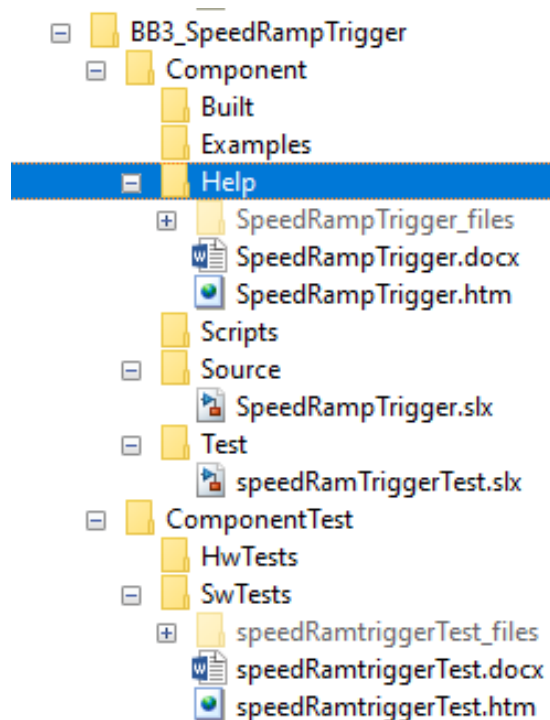 BB3_SpeedRampTrigger
Component
Built
Examples
Help
SpeedRampTrigger_files
SpeedRampTrigger.docx
SpeedRampTrigger.htm
Scripts
Source
SpeedRampTrigger.slx
Test
speedRamTriggerTest.slx
ComponentTest
HwTests
SwTests
speedRamtriggerTest_files
speedRamtriggerTest.docx
speedRamtriggerTest.htm